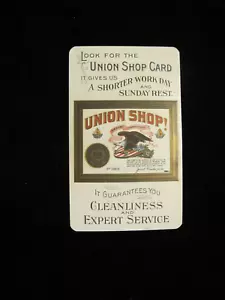 LOOK FOR THE
UNION SHOP CARD
IT GIVES US
A SHORTER WORK DAY
AND
SUNDAY REST.
UNION SHOP!
IT GUARANTEES YOU
CLEANLINESS
AND
EXPERT SERVICE